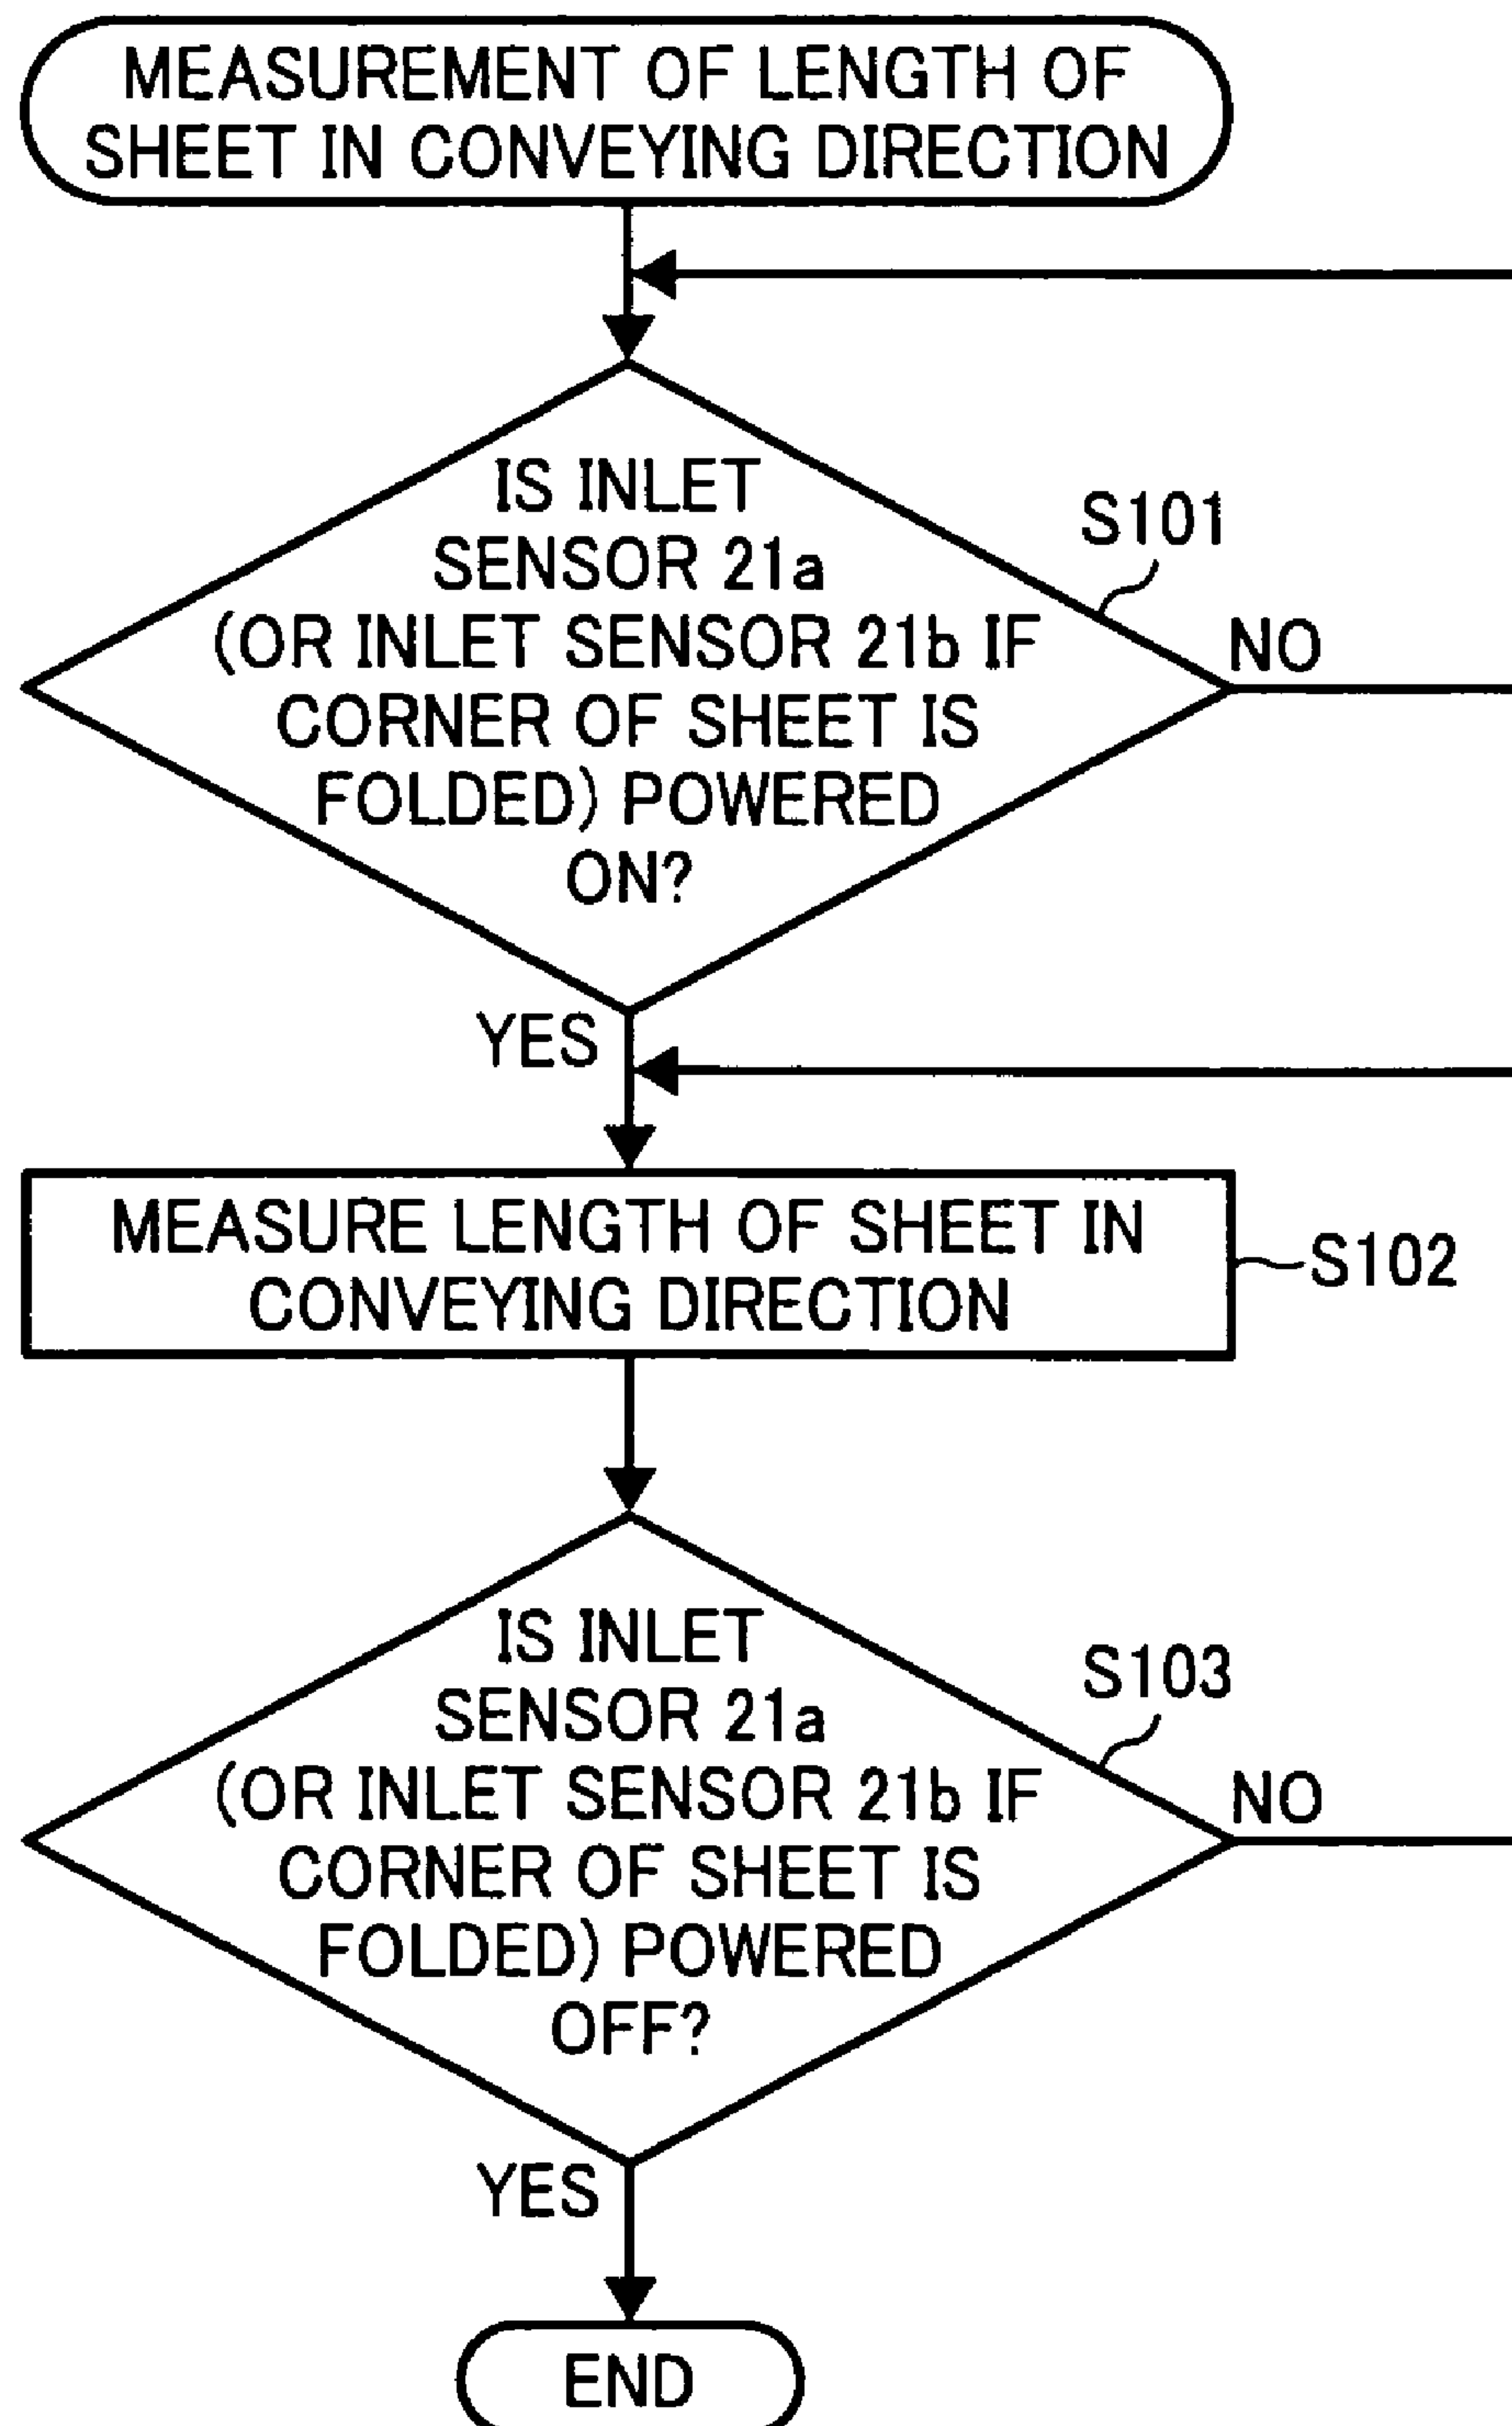 MEASUREMENT OF LENGTH OF
SHEET IN CONVEYING DIRECTION
IS INLET
SENSOR 21a
(OR INLET SENSOR 21b IF
CORNER OF SHEET IS
FOLDED) POWERED
ON?
S101
NO
YES
MEASURE LENGTH OF SHEET IN
CONVEYING DIRECTION
S102
IS INLET
SENSOR 21a
(OR INLET SENSOR 21b IF
CORNER OF SHEET IS
FOLDED) POWERED
OFF?
S103
NO
YES
END